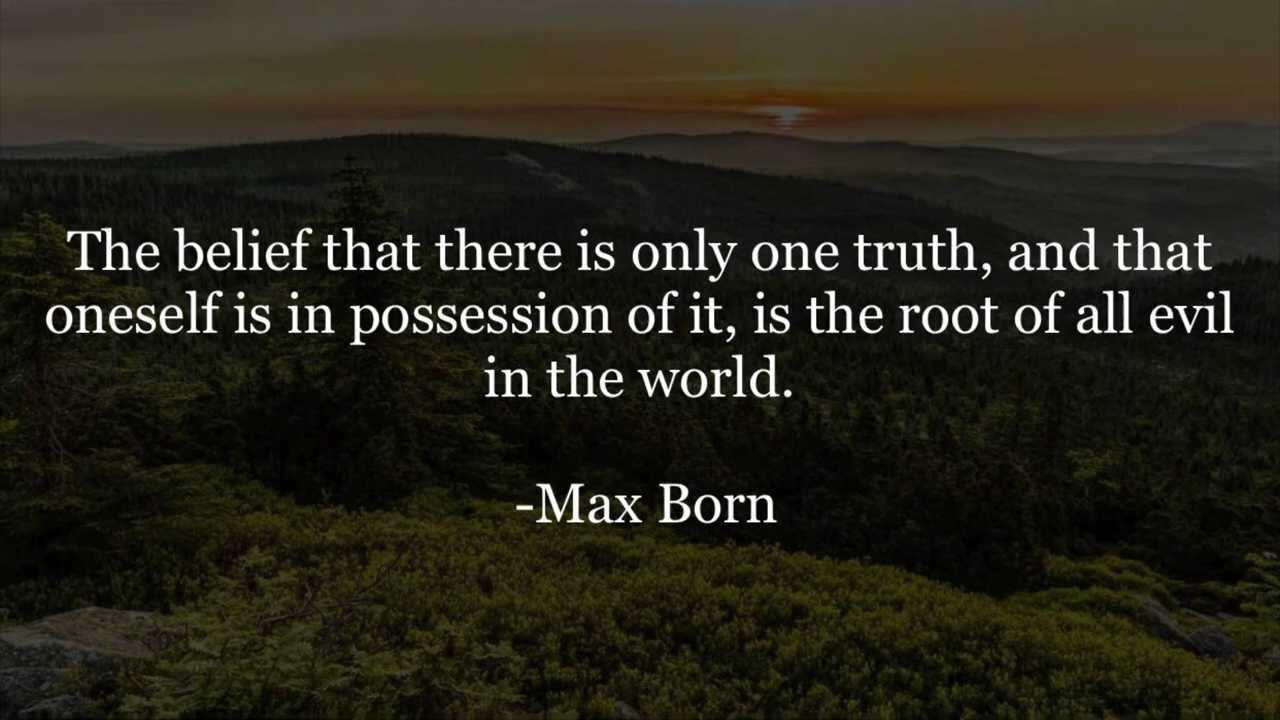 The belief that there is only one truth, and that
oneself is in possession of it, is the root of all evil
in the world.
-Max Born